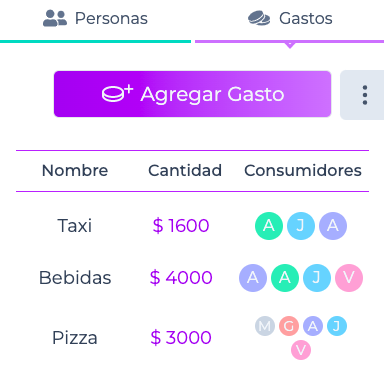 Personas Gastos
Agregar Gasto
Nombre Cantidad Consumidores
Taxi $ 1600 A J A
Bebidas $ 4000 A A J V
Pizza $ 3000 M G A J
V